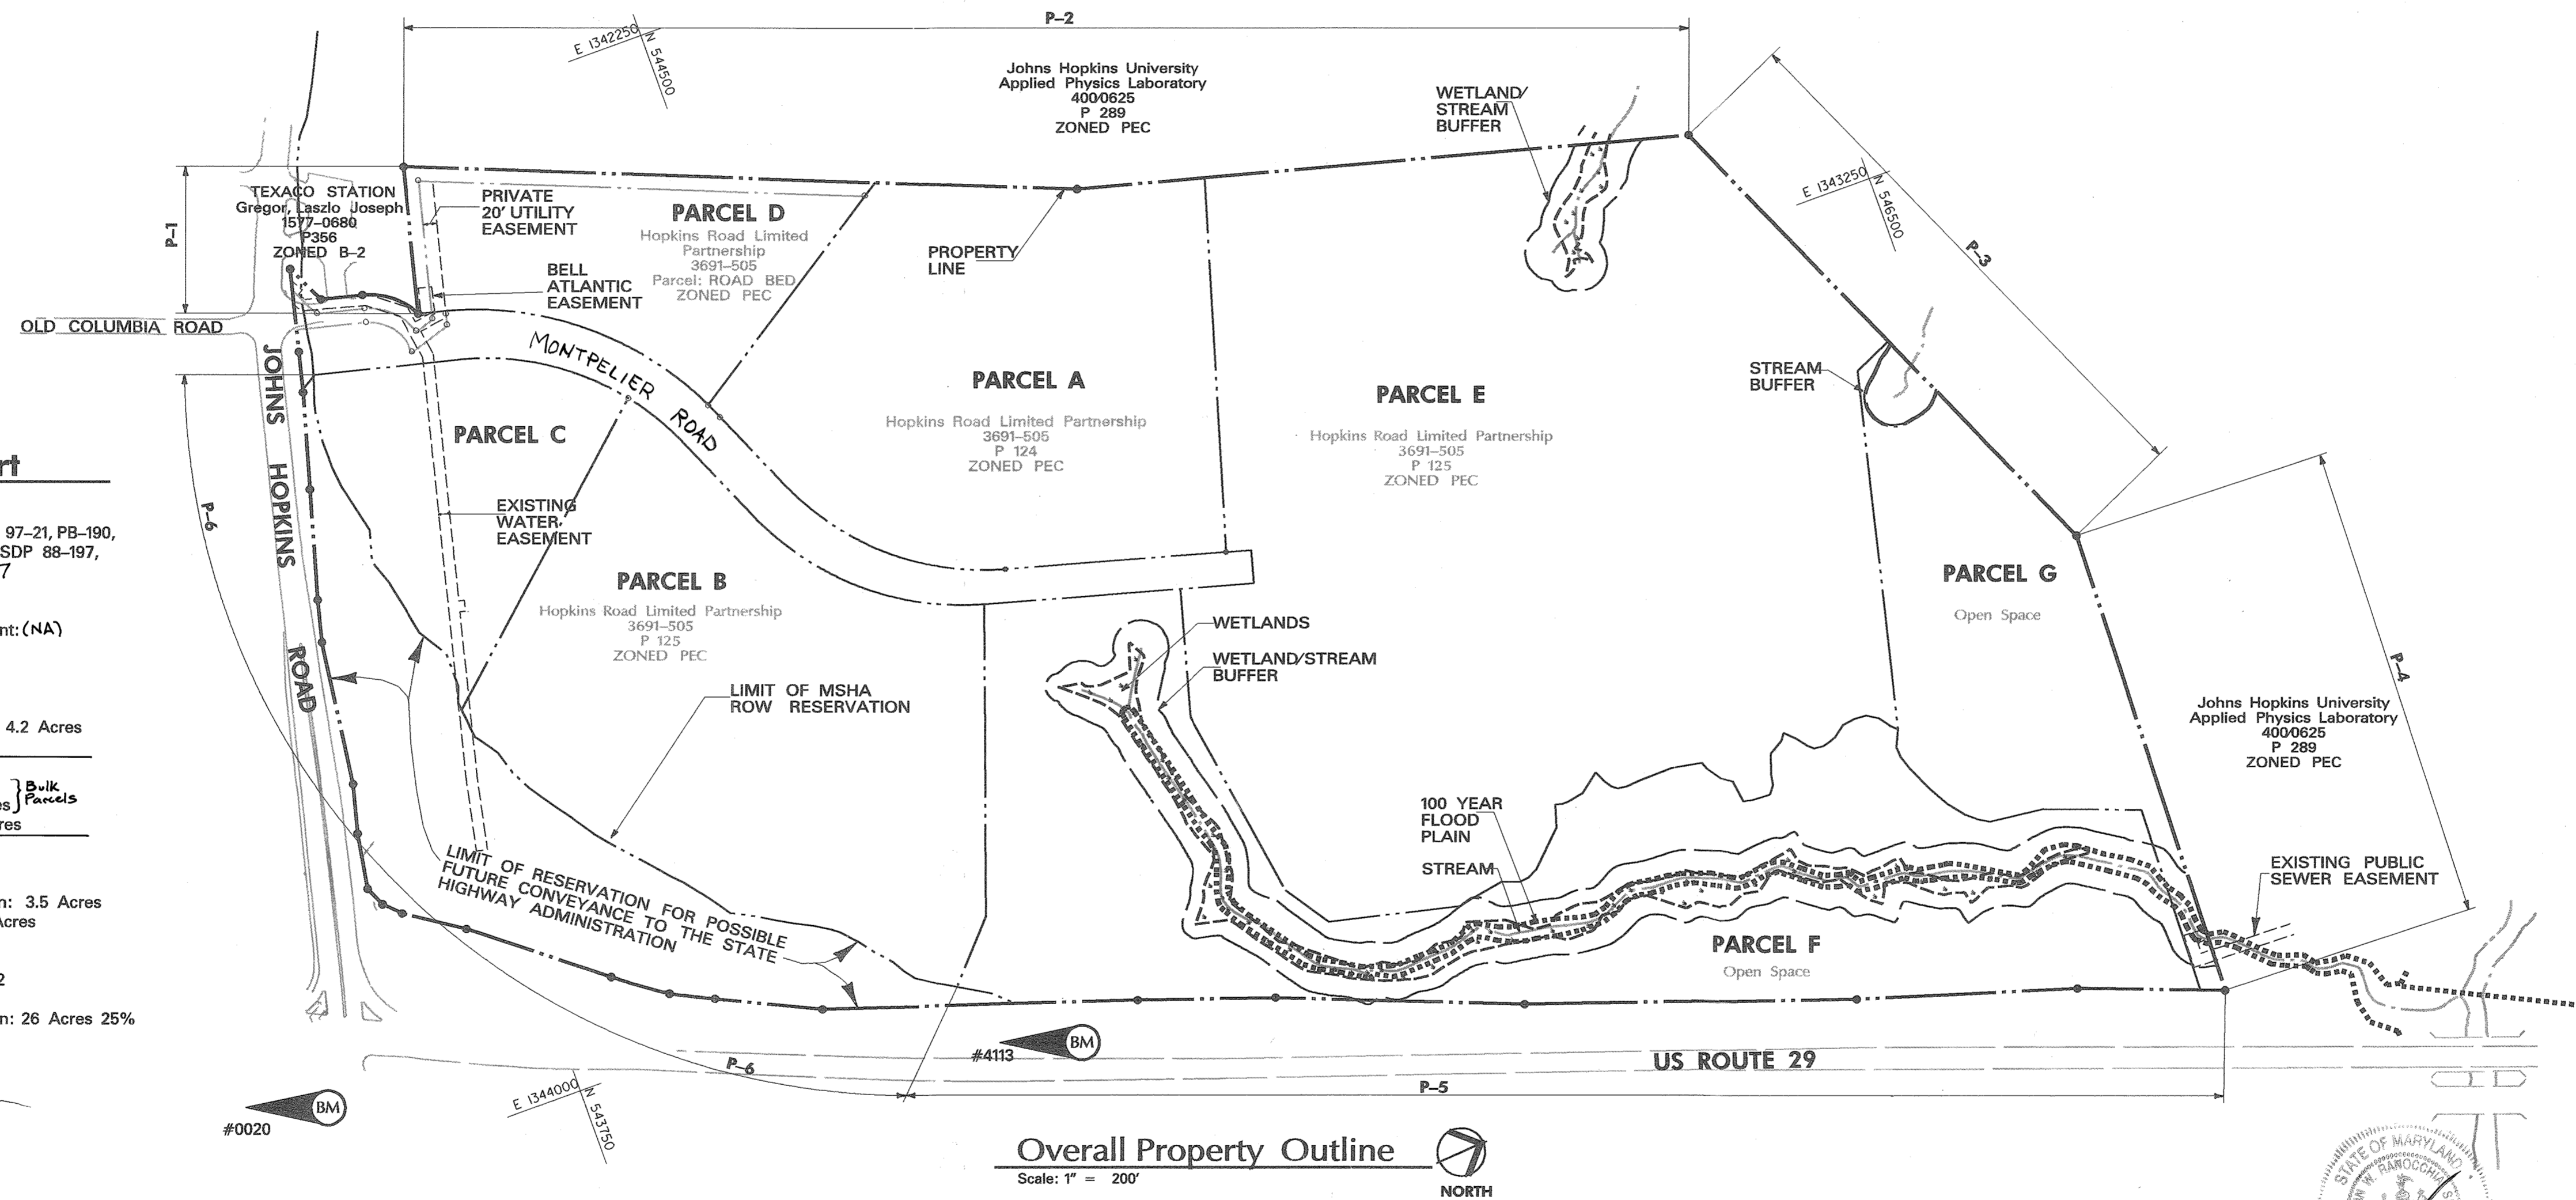 P-2
E 1342250
N 544500
Johns Hopkins University
Applied Physics Laboratory
400/0625
P 289
ZONED PEC
WETLAND/
STREAM
BUFFER
P-1
TEXACO STATION
Gregor, Laszlo Joseph
1577-0680
P356
ZONED B-2
PRIVATE
20' UTILITY
EASEMENT
BELL
ATLANTIC
EASEMENT
PARCEL D
Hopkins Road Limited
Partnership
3691-505
Parcel: ROAD BED
ZONED PEC
PROPERTY
LINE
E 1343250
N 546500
P-3
OLD COLUMBIA ROAD
JOHNS HOPKINS ROAD
MONTPELIER ROAD
PARCEL A
Hopkins Road Limited Partnership
3691-505
P 124
ZONED PEC
PARCEL E
Hopkins Road Limited Partnership
3691-505
P 125
ZONED PEC
STREAM
BUFFER
PARCEL C
EXISTING
WATER
EASEMENT
P-6
PARCEL B
Hopkins Road Limited Partnership
3691-505
P 125
ZONED PEC
PARCEL G
Open Space
P-4
WETLANDS
WETLAND/STREAM
BUFFER
LIMIT OF MSHA
ROW RESERVATION
Johns Hopkins University
Applied Physics Laboratory
400/0625
P 289
ZONED PEC
rt
97-21, PB-190,
SDP 88-197,
7
nt: (NA)
4.2 Acres
es } Bulk
Parcels
res
n: 3.5 Acres
Acres
2
n: 26 Acres 25%
100 YEAR
FLOOD
PLAIN
STREAM
LIMIT OF RESERVATION FOR POSSIBLE
FUTURE CONVEYANCE TO THE STATE
HIGHWAY ADMINISTRATION
EXISTING PUBLIC
SEWER EASEMENT
PARCEL F
Open Space
#4113
BM
US ROUTE 29
P-6
P-5
E 1344000
N 543750
BM
#0020
Overall Property Outline
Scale: 1" = 200'
NORTH
STATE OF MARYLAND
W. RANOCCHIA